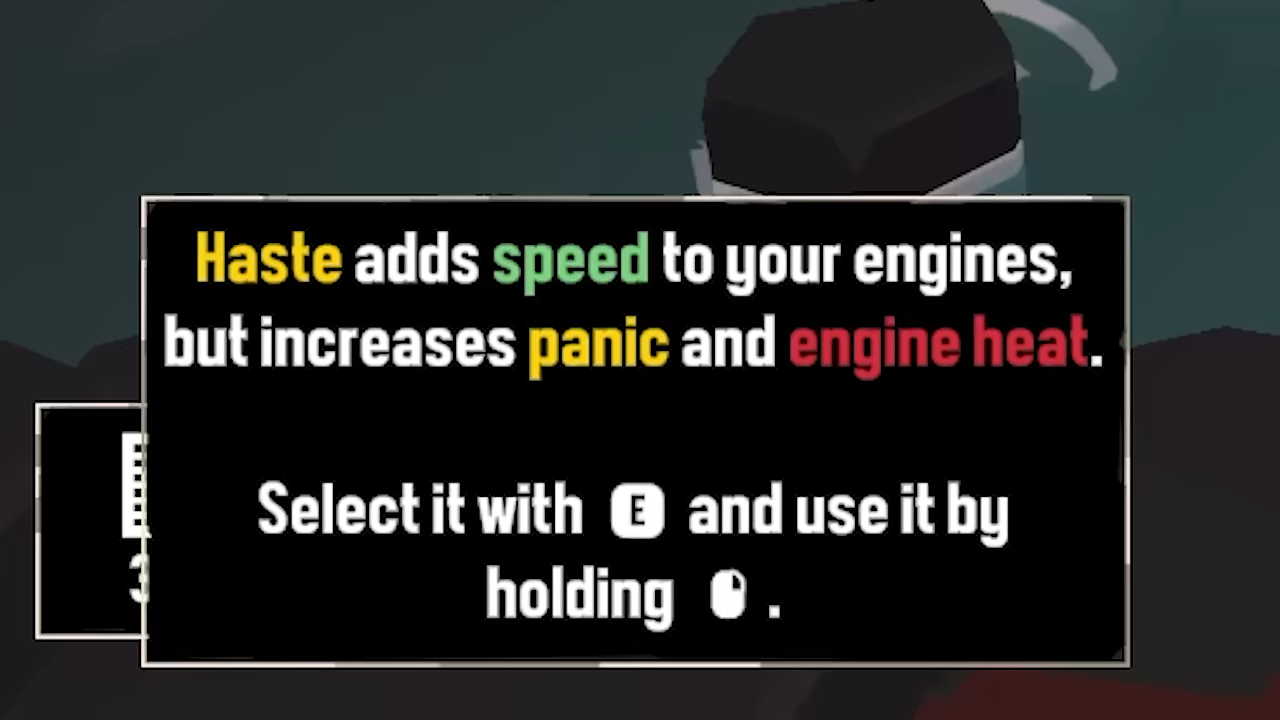 Haste adds speed to your engines,
but increases panic and engine heat.
Select it with E and use it by
holding .
3